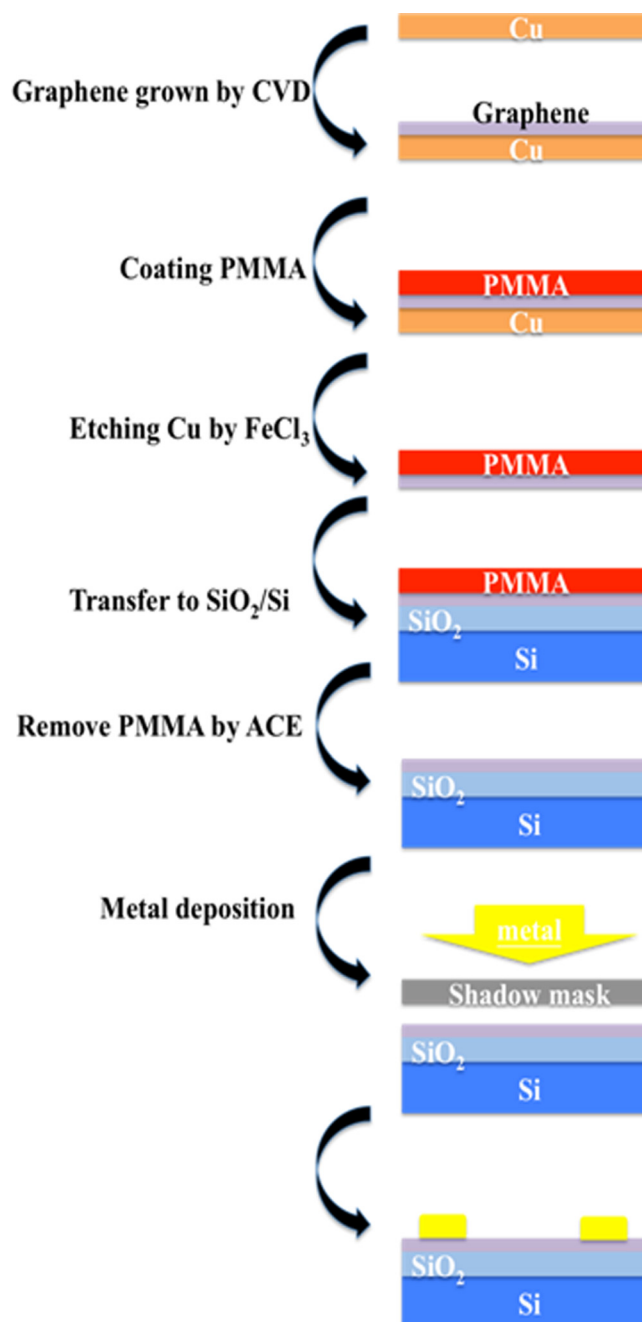 Cu
Graphene grown by CVD
Graphene
Cu
Coating PMMA
PMMA
Cu
Etching Cu by FeCl₃
PMMA
Transfer to SiO₂/Si
PMMA
SiO₂
Si
Remove PMMA by ACE
SiO₂
Si
Metal deposition
metal
Shadow mask
SiO₂
Si
SiO₂
Si